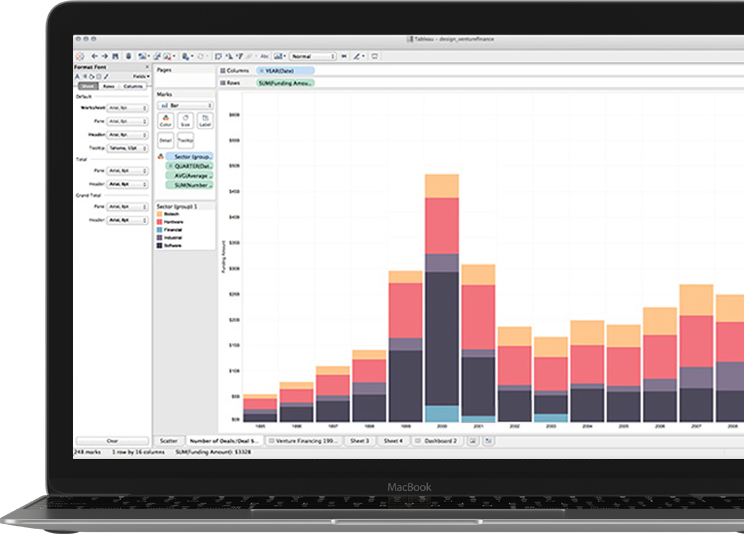 Tableau - design_venturefinance
Format Font
Fields
Sheet Rows Columns
Default
Worksheet Arial, 8pt
Pane Arial, 8pt
Header Arial, 8pt
Tooltip Tahoma, 10pt
Total
Pane Arial, 8pt
Header Arial, 8pt
Grand Total
Pane Arial, 8pt
Header Arial, 8pt
Clear
Abc
Normal
Pages
Marks
Bar
Color Size Label
Detail Tooltip
Sector (group..
QUARTER(Dat..
AVG(Average ..
SUM(Number ..
Sector (group) 1
Biotech
Hardware
Financial
Industrial
Software
Columns YEAR(Date)
Rows SUM(Funding Amou..
Funding Amount
$60B
$50B
$50B
$45B
$40B
$35B
$30B
$20B
$15B
$10B
$5B
$0B
1995 1996 1997 1998 1999 2000 2001 2002 2003 2004 2005 2006 2007 2008
Scatter Number of Deals/Deal S... Venture Financing 199... Sheet 3 Sheet 4 Dashboard 2
248 marks 1 row by 16 columns SUM(Funding Amount): $332B
MacBook